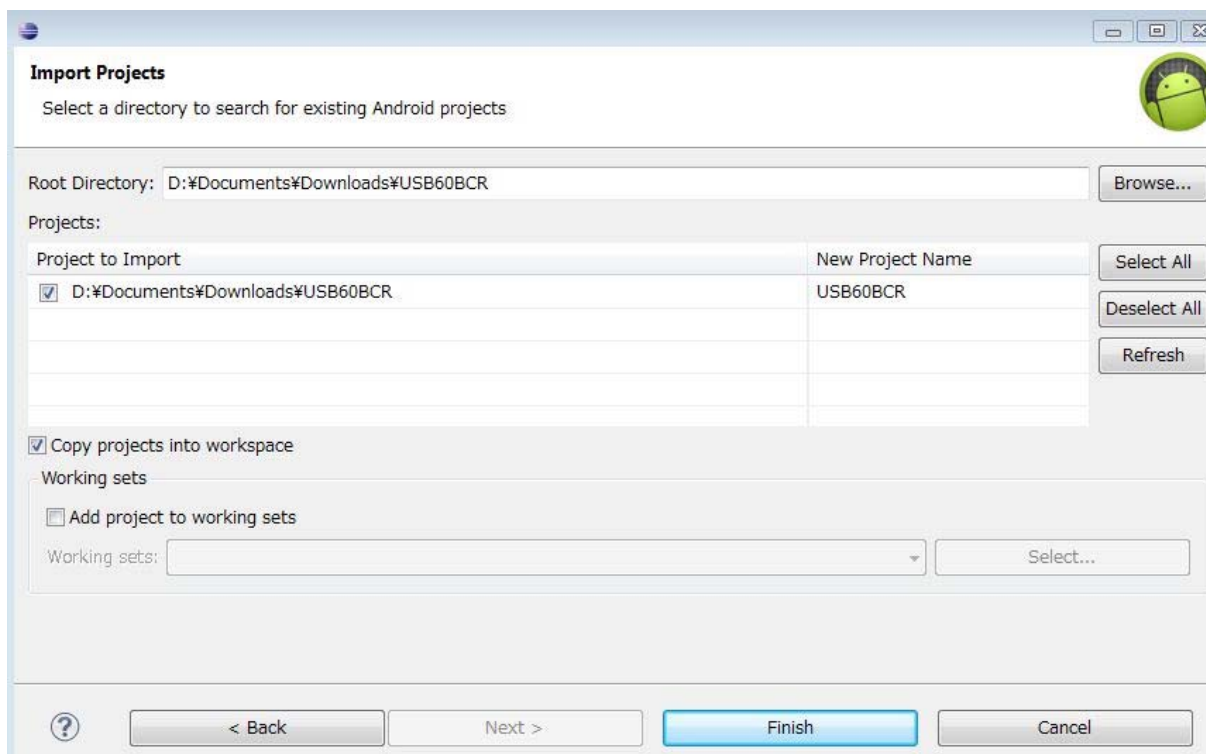 Import Projects
Select a directory to search for existing Android projects
Root Directory: D:¥Documents¥Downloads¥USB60BCR Browse...
Projects:
Project to Import New Project Name Select All
D:¥Documents¥Downloads¥USB60BCR USB60BCR
Deselect All
Refresh
Copy projects into workspace
Working sets
Add project to working sets
Working sets: Select...
? < Back Next > Finish Cancel